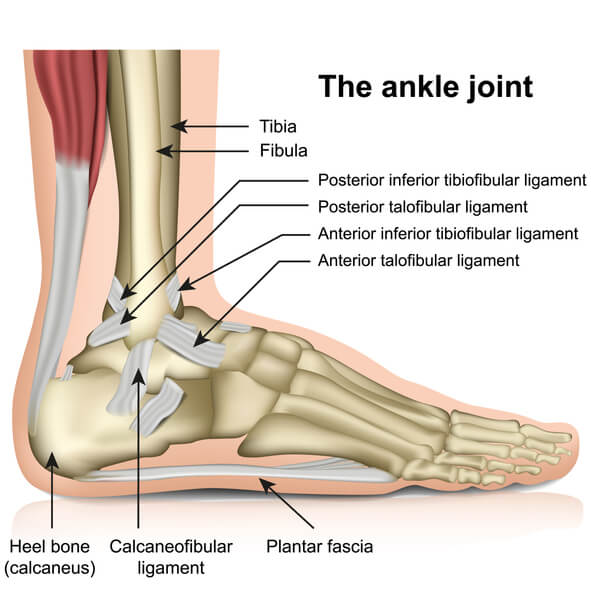 The ankle joint
Tibia
Fibula
Posterior inferior tibiofibular ligament
Posterior talofibular ligament
Anterior inferior tibiofibular ligament
Anterior talofibular ligament
Heel bone
(calcaneus)
Calcaneofibular
ligament
Plantar fascia